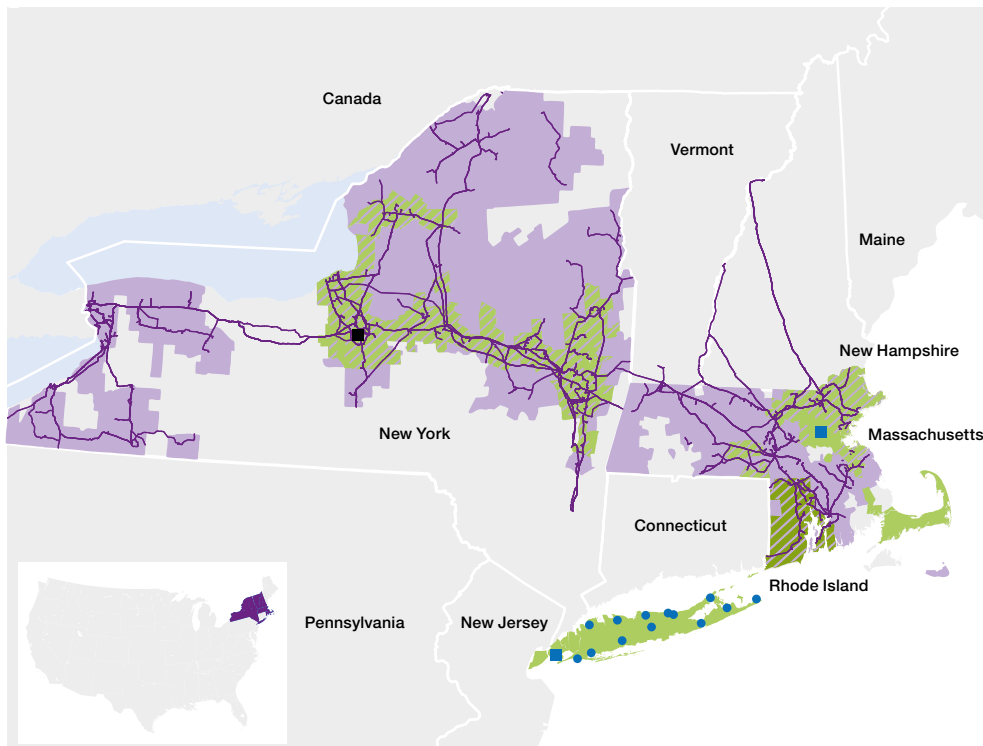 Canada
Vermont
Maine
New Hampshire
New York
Massachusetts
Connecticut
Rhode Island
Pennsylvania
New Jersey